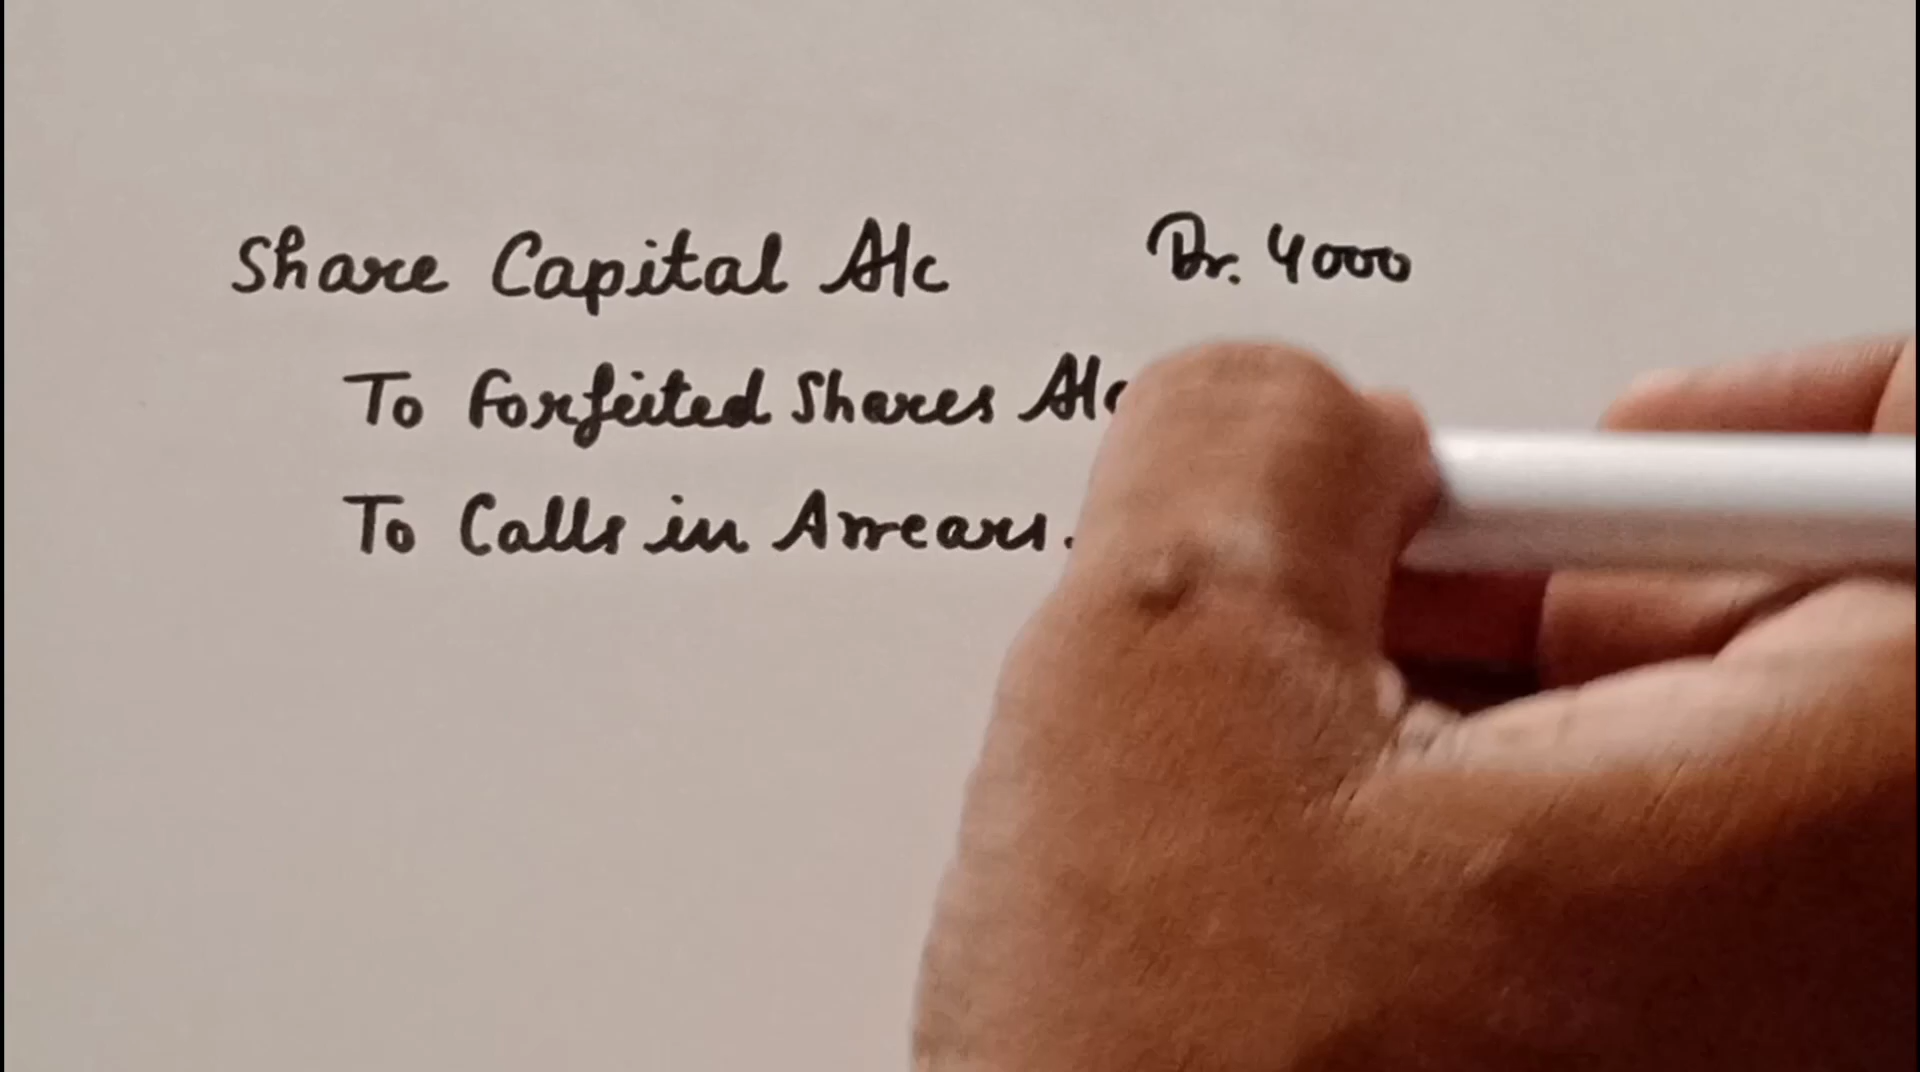 Share Capital A/c Dr. 4000
To Forfeited Shares A/c
To Calls in Arrears.